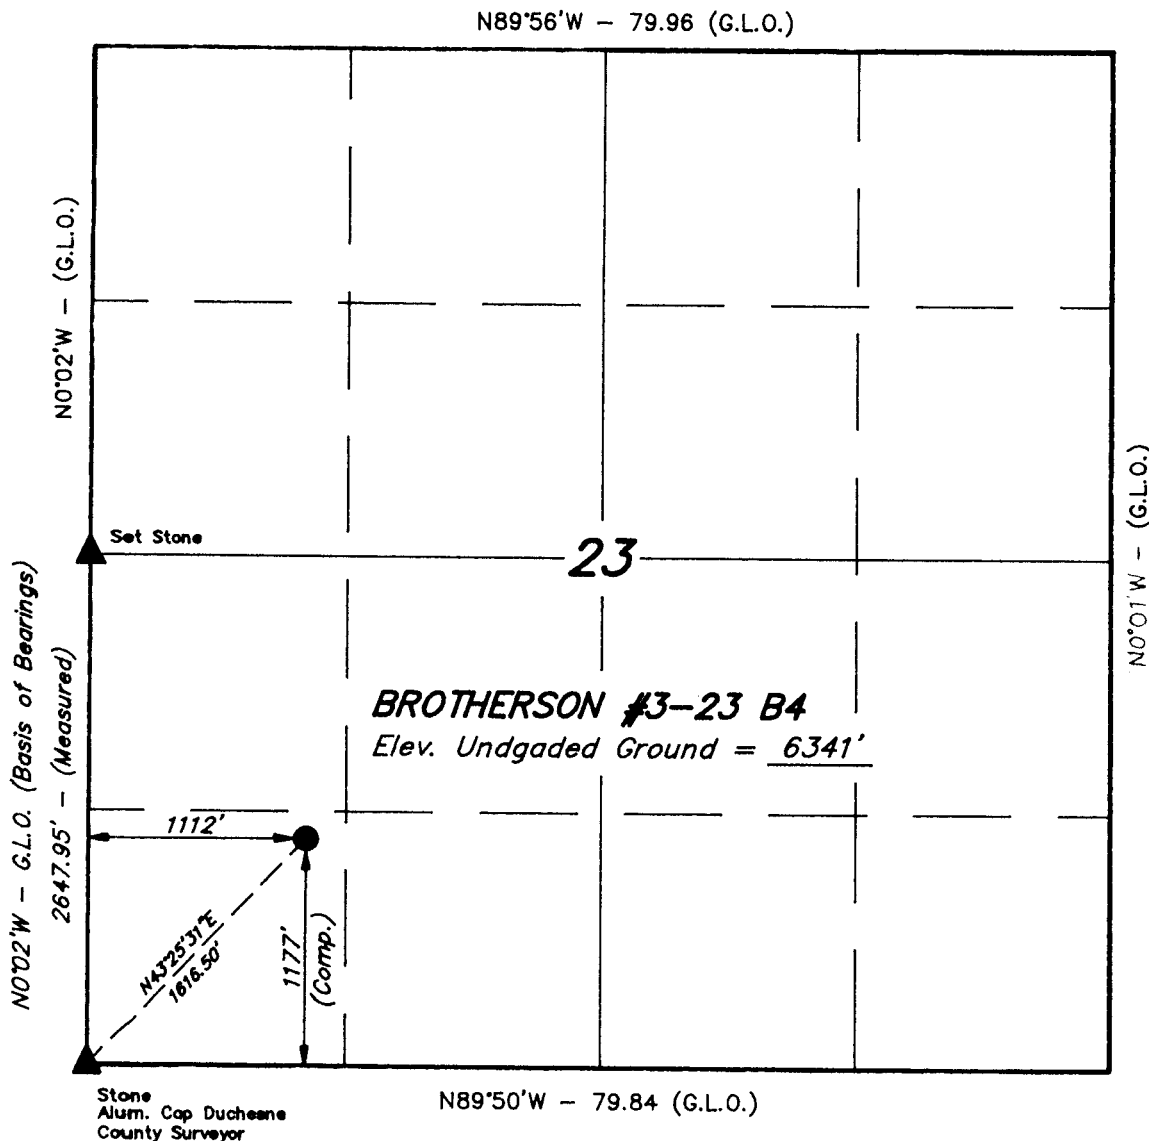 N89°56'W - 79.96 (G.L.O.)
N0°02'W - (G.L.O.)
N0°01'W - (G.L.O.)
Set Stone
23
N0°02'W - G.L.O. (Basis of Bearings)
2647.95' - (Measured)
BROTHERSON #3-23 B4
Elev. Undgaded Ground = 6341'
1112'
N43°25'31"E
1616.50'
1177'
(Comp.)
Stone
Alum. Cap Duchesne
County Surveyor
N89°50'W - 79.84 (G.L.O.)